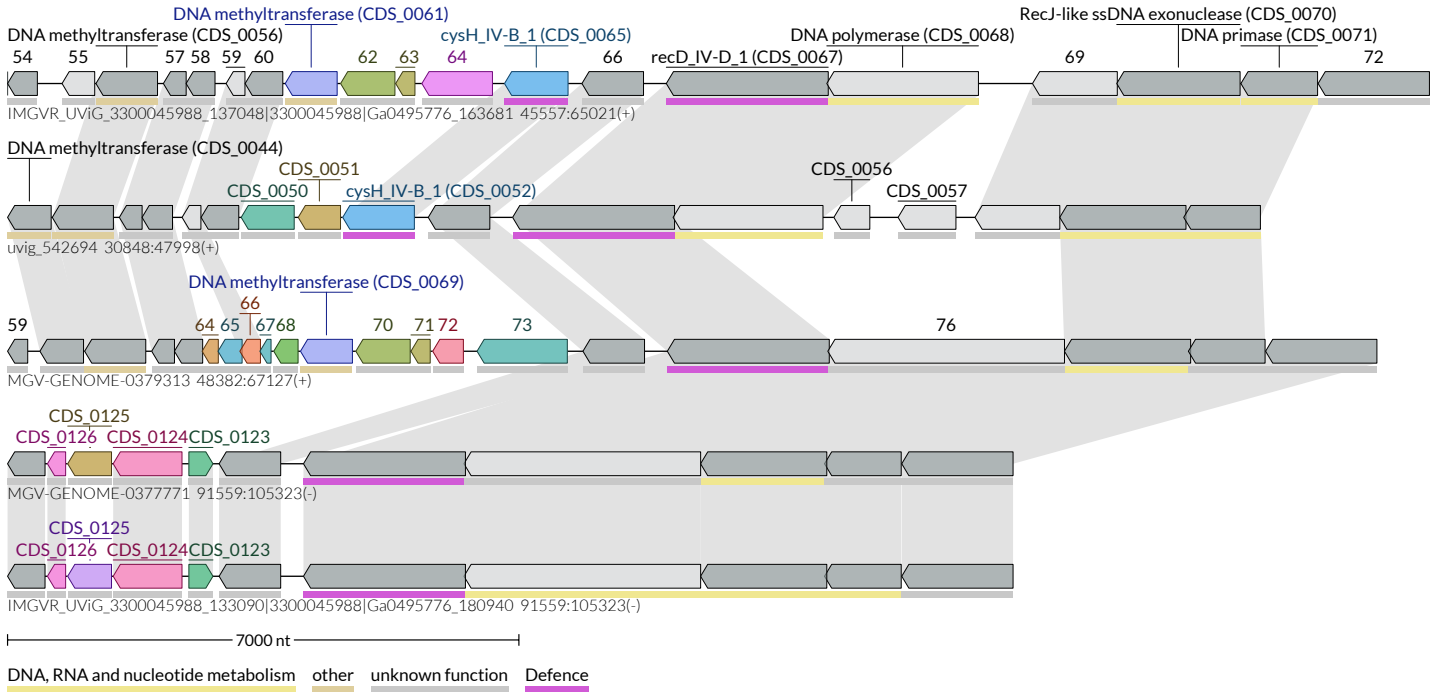 DNA methyltransferase (CDS_0061) RecJ-like ssDNA exonuclease (CDS_0070)
DNA methyltransferase (CDS_0056) cysH_IV-B_1 (CDS_0065) DNA polymerase (CDS_0068) DNA primase (CDS_0071)
54 55 57 58 59 60 62 63 64 66 recD_IV-D_1 (CDS_0067) 69 72
IMGVR_UViG_3300045988_137048|3300045988|Ga0495776_163681 45557:65021(+)
DNA methyltransferase (CDS_0044)
CDS_0051 CDS_0056
CDS_0050 cysH_IV-B_1 (CDS_0052) CDS_0057
uvig_542694 30848:47998(+)
DNA methyltransferase (CDS_0069)
66
59 64 65 67 68 70 71 72 73 76
MGV-GENOME-0379313 48382:67127(+)
CDS_0125
CDS_0126 CDS_0124 CDS_0123
MGV-GENOME-0377771 91559:105323(-)
CDS_0125
CDS_0126 CDS_0124 CDS_0123
IMGVR_UViG_3300045988_133090|3300045988|Ga0495776_180940 91559:105323(-)
7000 nt
DNA, RNA and nucleotide metabolism other unknown function Defence